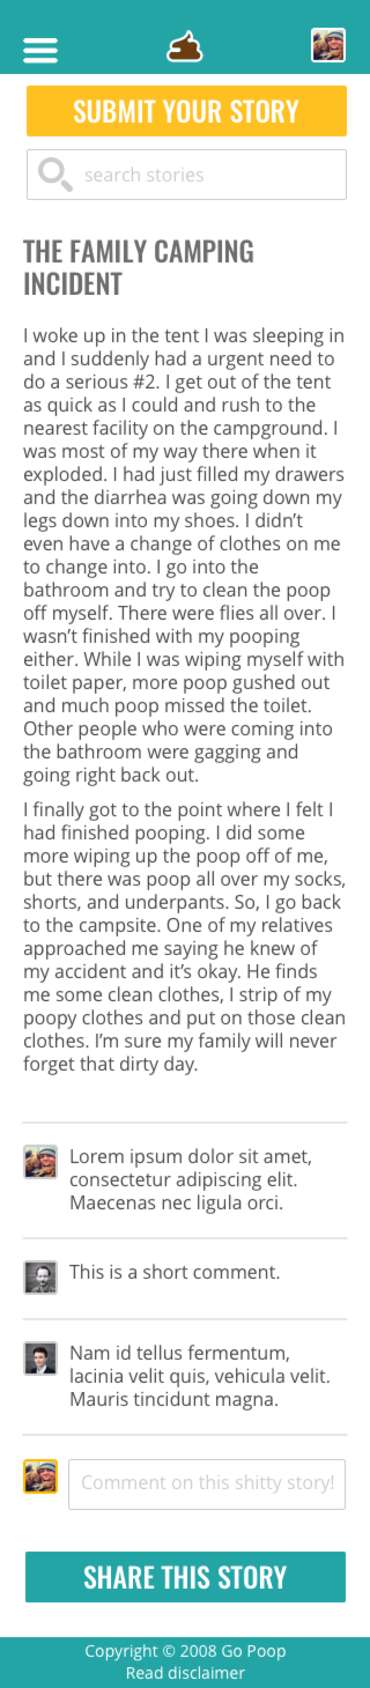 SUBMIT YOUR STORY
search stories
THE FAMILY CAMPING
INCIDENT
I woke up in the tent I was sleeping in
and I suddenly had a urgent need to
do a serious #2. I get out of the tent
as quick as I could and rush to the
nearest facility on the campground. I
was most of my way there when it
exploded. I had just filled my drawers
and the diarrhea was going down my
legs down into my shoes. I didn’t
even have a change of clothes on me
to change into. I go into the
bathroom and try to clean the poop
off myself. There were flies all over. I
wasn’t finished with my pooping
either. While I was wiping myself with
toilet paper, more poop gushed out
and much poop missed the toilet.
Other people who were coming into
the bathroom were gagging and
going right back out.
I finally got to the point where I felt I
had finished pooping. I did some
more wiping up the poop off of me,
but there was poop all over my socks,
shorts, and underpants. So, I go back
to the campsite. One of my relatives
approached me saying he knew of
my accident and it’s okay. He finds
me some clean clothes, I strip of my
poopy clothes and put on those clean
clothes. I’m sure my family will never
forget that dirty day.
Lorem ipsum dolor sit amet,
consectetur adipiscing elit.
Maecenas nec ligula orci.
This is a short comment.
Nam id tellus fermentum,
lacinia velit quis, vehicula velit.
Mauris tincidunt magna.
Comment on this shitty story!
SHARE THIS STORY
Copyright © 2008 Go Poop
Read disclaimer